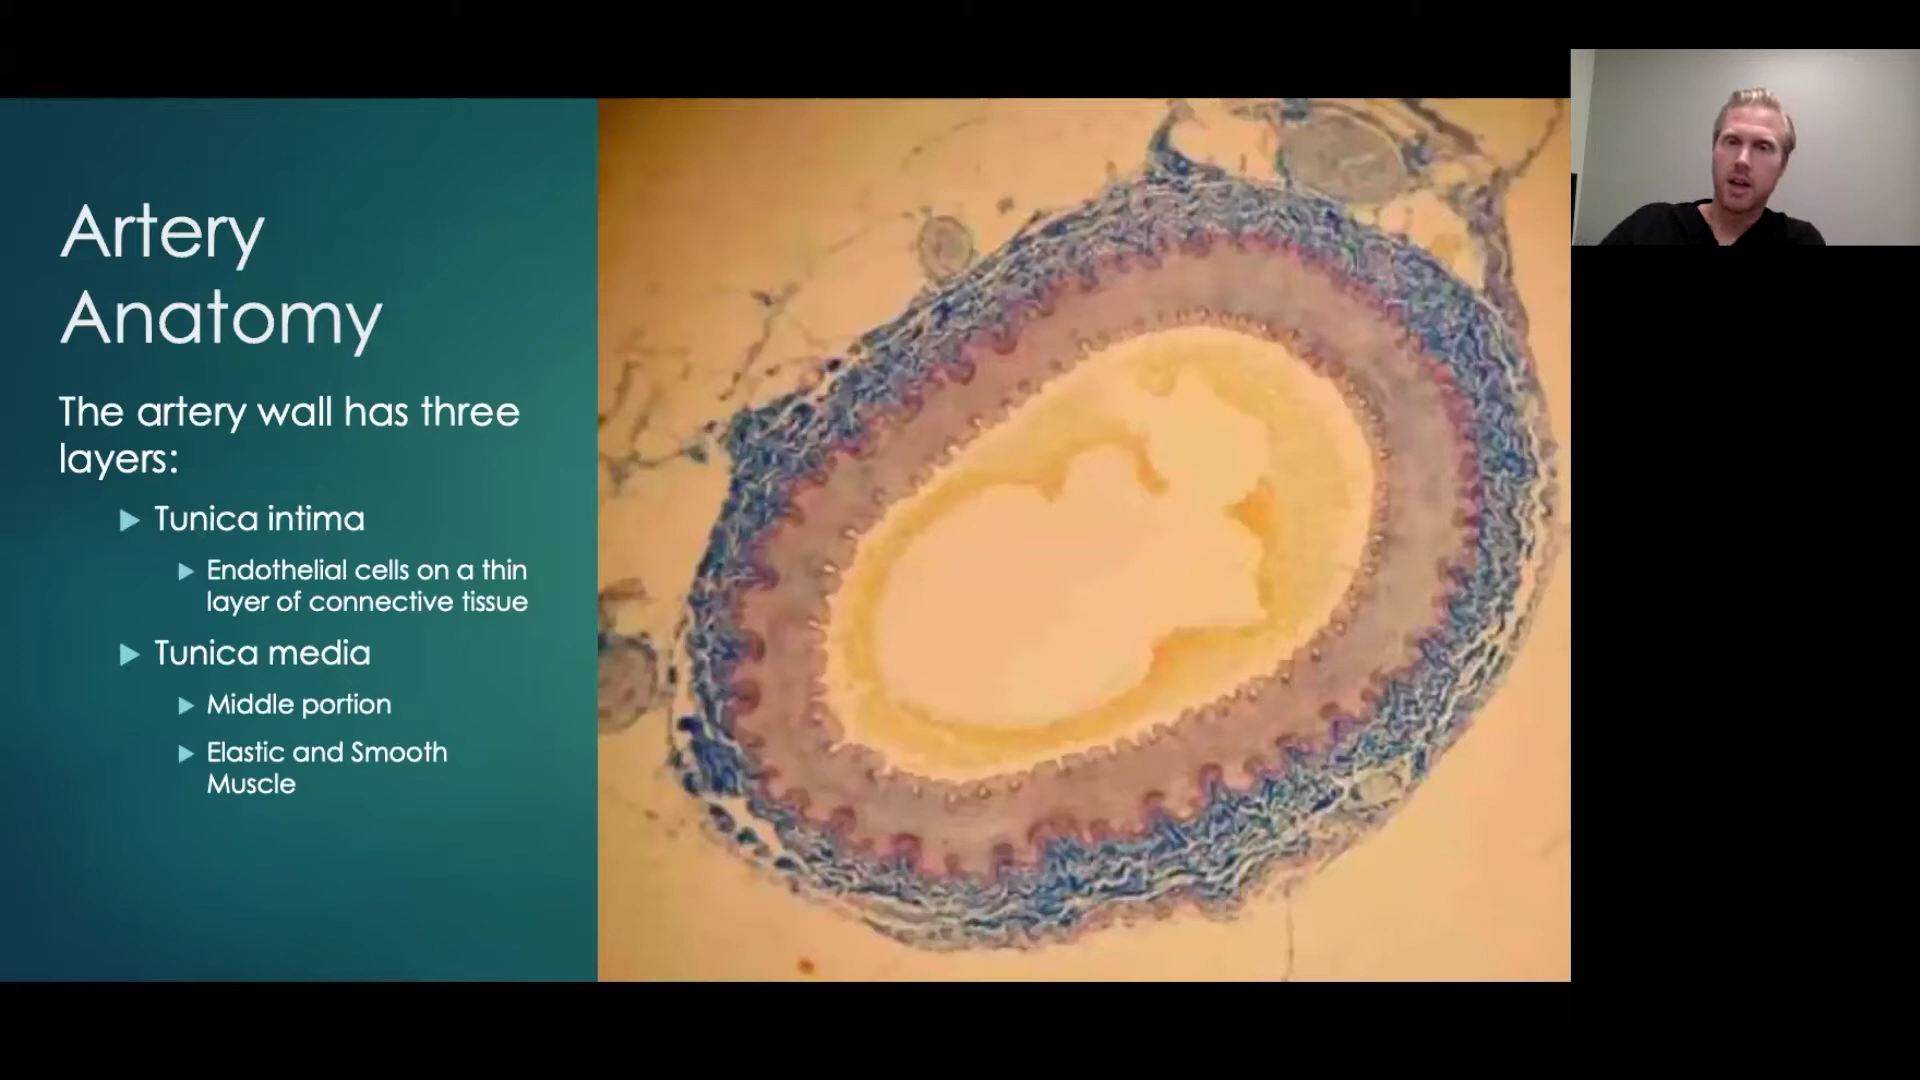 Artery
Anatomy
The artery wall has three
layers:
Tunica intima
Endothelial cells on a thin
layer of connective tissue
Tunica media
Middle portion
Elastic and Smooth
Muscle